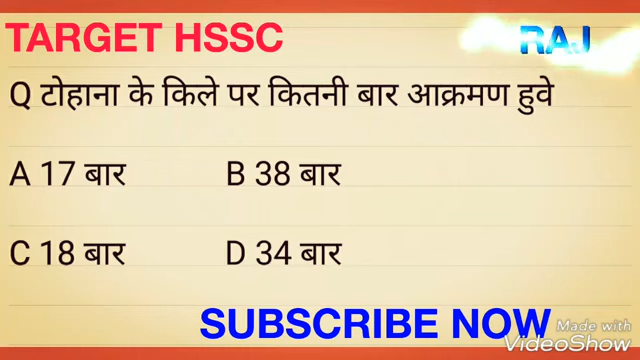 TARGET HSSC
RAJ
Q टोहाना के किले पर कितनी बार आक्रमण हुवे
A 17 बार B 38 बार
C 18 बार D 34 बार
SUBSCRIBE NOW
Made with
VideoShow